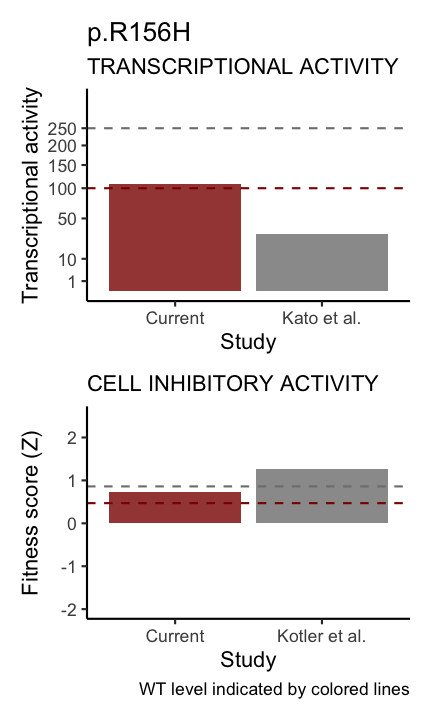 p.R156H
TRANSCRIPTIONAL ACTIVITY
Transcriptional activity
250
200
150
100
50
10
1
Current
Kato et al.
Study
CELL INHIBITORY ACTIVITY
Fitness score (Z)
2
1
0
-1
-2
Current
Kotler et al.
Study
WT level indicated by colored lines